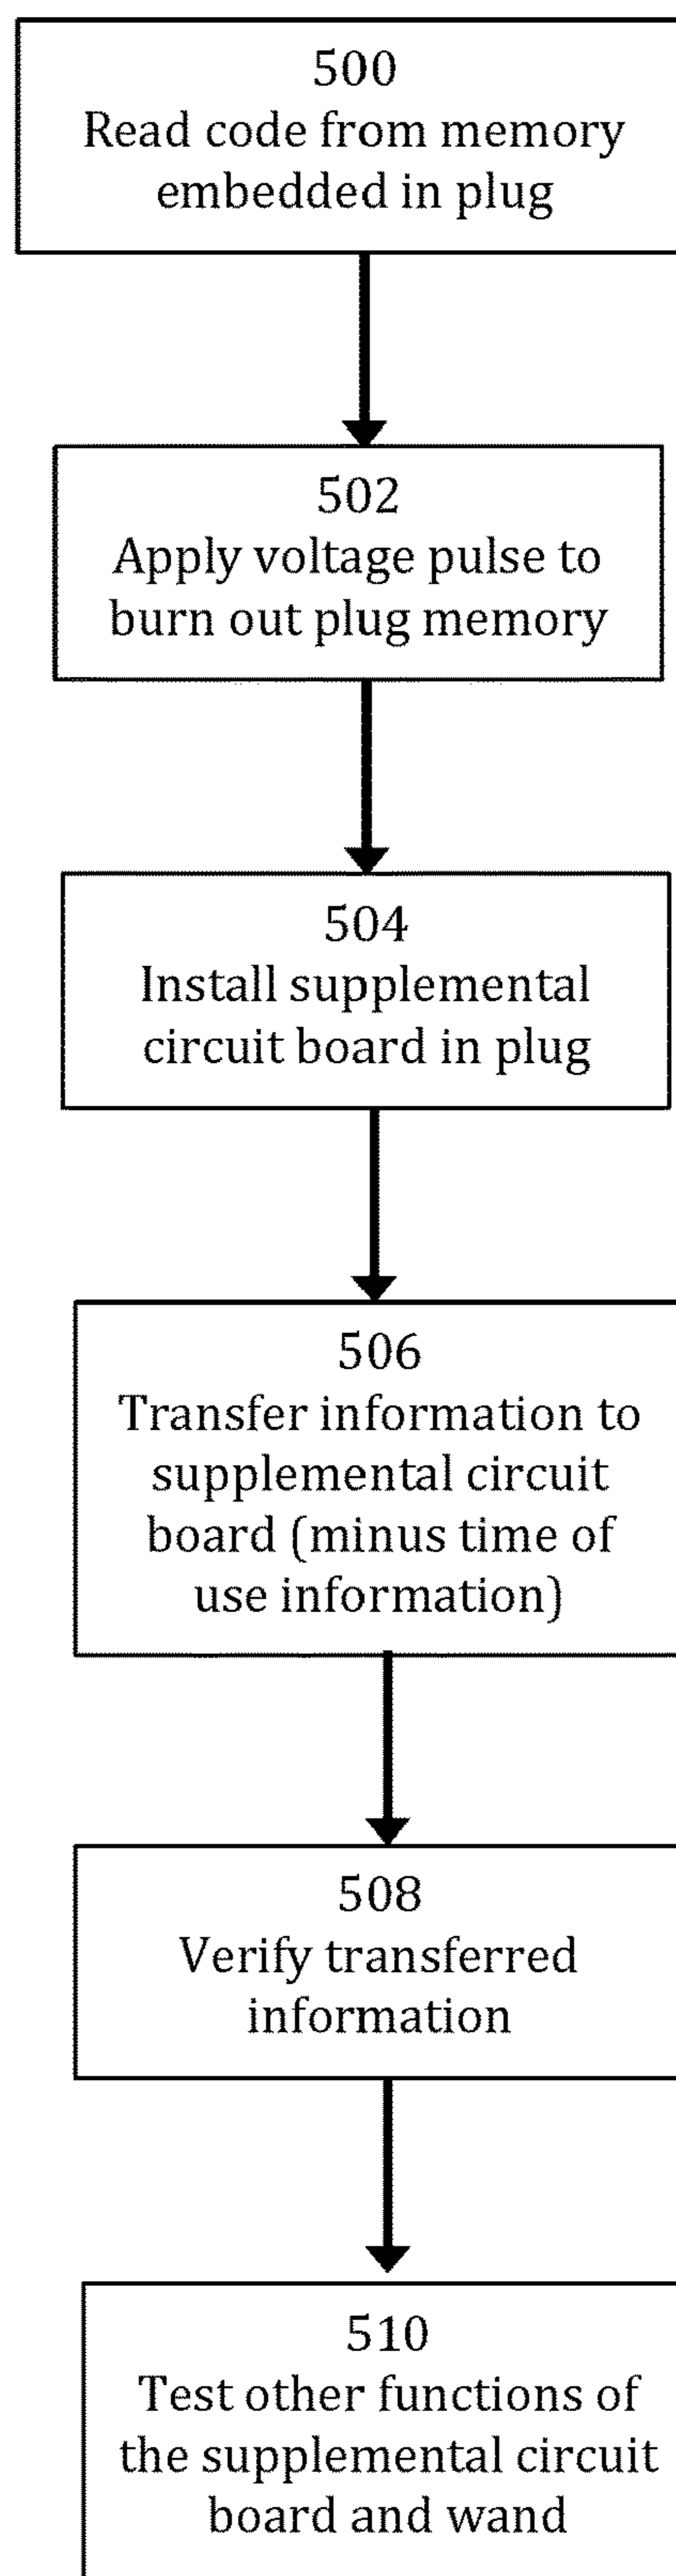 500
Read code from memory
embedded in plug
502
Apply voltage pulse to
burn out plug memory
504
Install supplemental
circuit board in plug
506
Transfer information to
supplemental circuit
board (minus time of
use information)
508
Verify transferred
information
510
Test other functions of
the supplemental circuit
board and wand